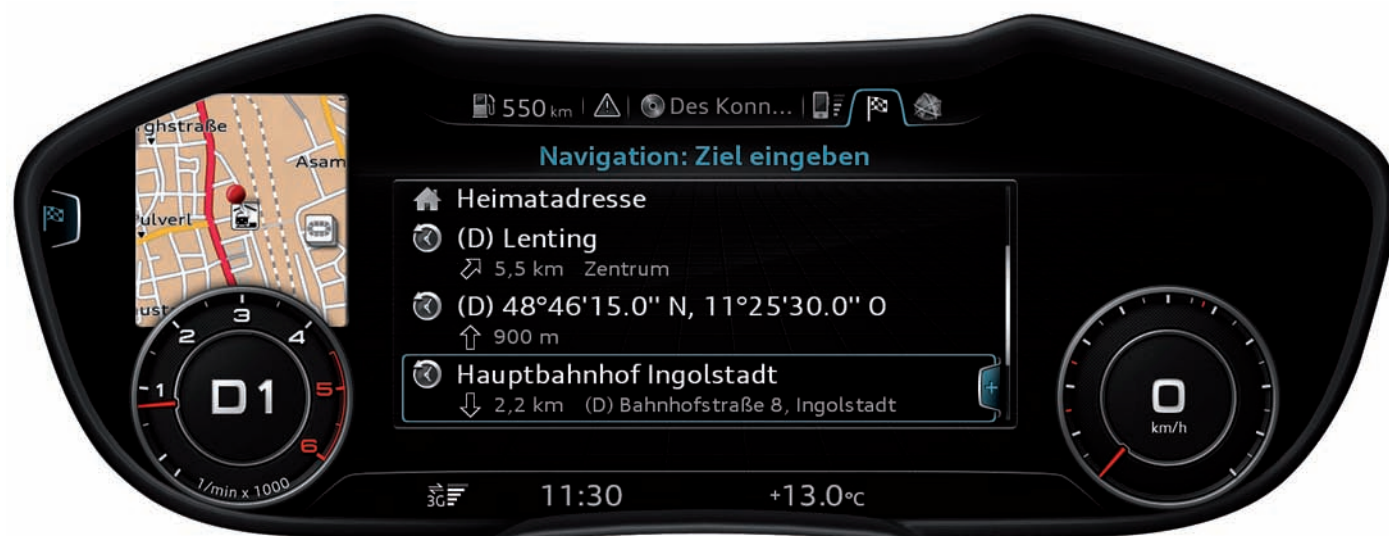 550 km
Des Konn...
Navigation: Ziel eingeben
ghstraße
Asam
ulverl
ust
Heimatadresse
(D) Lenting
5,5 km Zentrum
(D) 48°46'15.0'' N, 11°25'30.0'' O
900 m
Hauptbahnhof Ingolstadt
2,2 km (D) Bahnhofstraße 8, Ingolstadt
+
1
2
3
4
5
6
D1
1/min x 1000
0
km/h
3G
11:30
+13.0°C